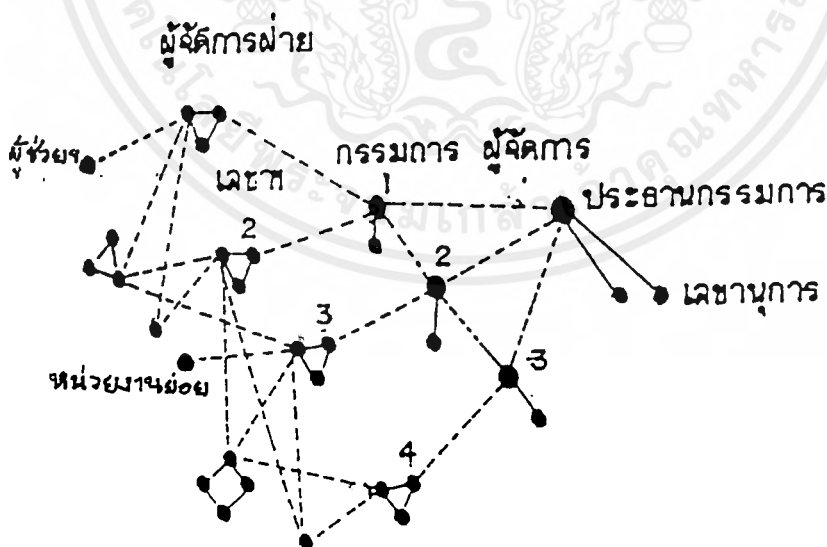 ผู้จัดการฝ่าย
ผู้ช่วยฯ
กรรมการ
ผู้จัดการ
1
ประธานกรรมการ
เลขาฯ
2
2
เลขานุการ
3
3
หน่วยงานย่อย
4